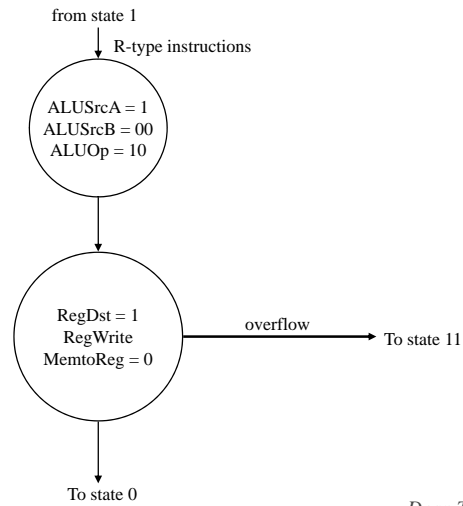 from state 1
R-type instructions
ALUSrcA = 1
ALUSrcB = 00
ALUOp = 10
RegDst = 1
RegWrite
MemtoReg = 0
overflow
To state 11
To state 0